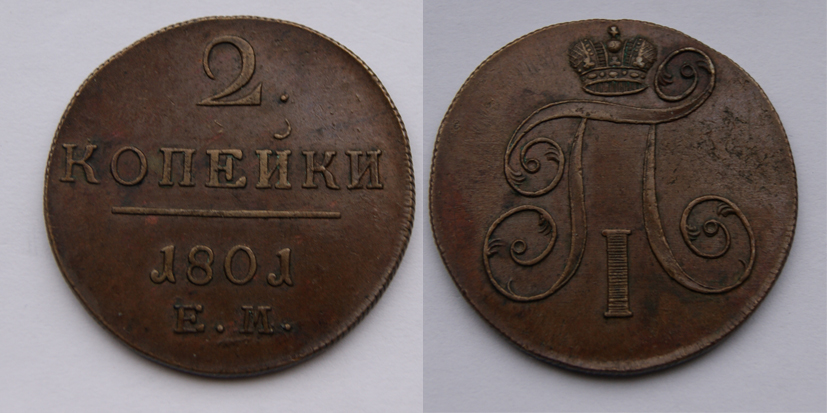 2.
КОПЕЙКИ
1801
Е.М.
П
I